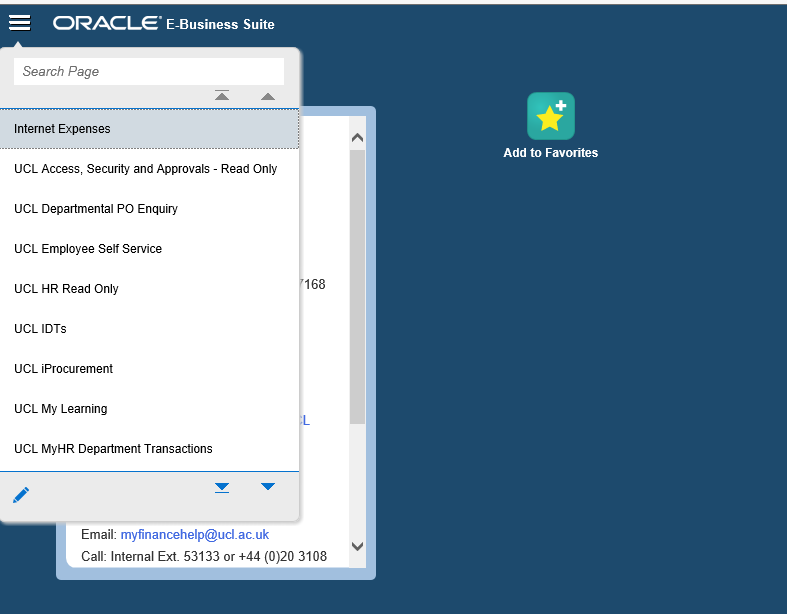 ORACLE E-Business Suite
Search Page
Internet Expenses
UCL Access, Security and Approvals - Read Only
UCL Departmental PO Enquiry
UCL Employee Self Service
UCL HR Read Only
UCL IDTs
UCL iProcurement
UCL My Learning
UCL MyHR Department Transactions
7168
CL
Email: myfinancehelp@ucl.ac.uk
Call: Internal Ext. 53133 or +44 (0)20 3108
Add to Favorites